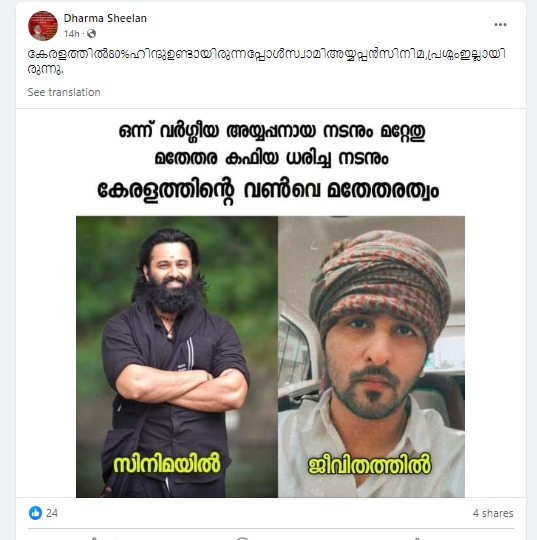 Dharma Sheelan
14h
കേരളത്തിൽ80%ഹിന്ദുഉണ്ടായിരുന്നപ്പോൾസ്വാമിഅയ്യപ്പൻസിനിമ,പ്രശ്നംഇല്ലായി
രുന്നു.
See translation
ഒന്ന് വർഗ്ഗീയ അയ്യപ്പനായ നടനും മറ്റേതു
മതേതര കഫിയ ധരിച്ച നടനും
കേരളത്തിന്റെ വൺവെ മതേതരത്വം
സിനിമയിൽ
ജീവിതത്തിൽ
24
4 shares